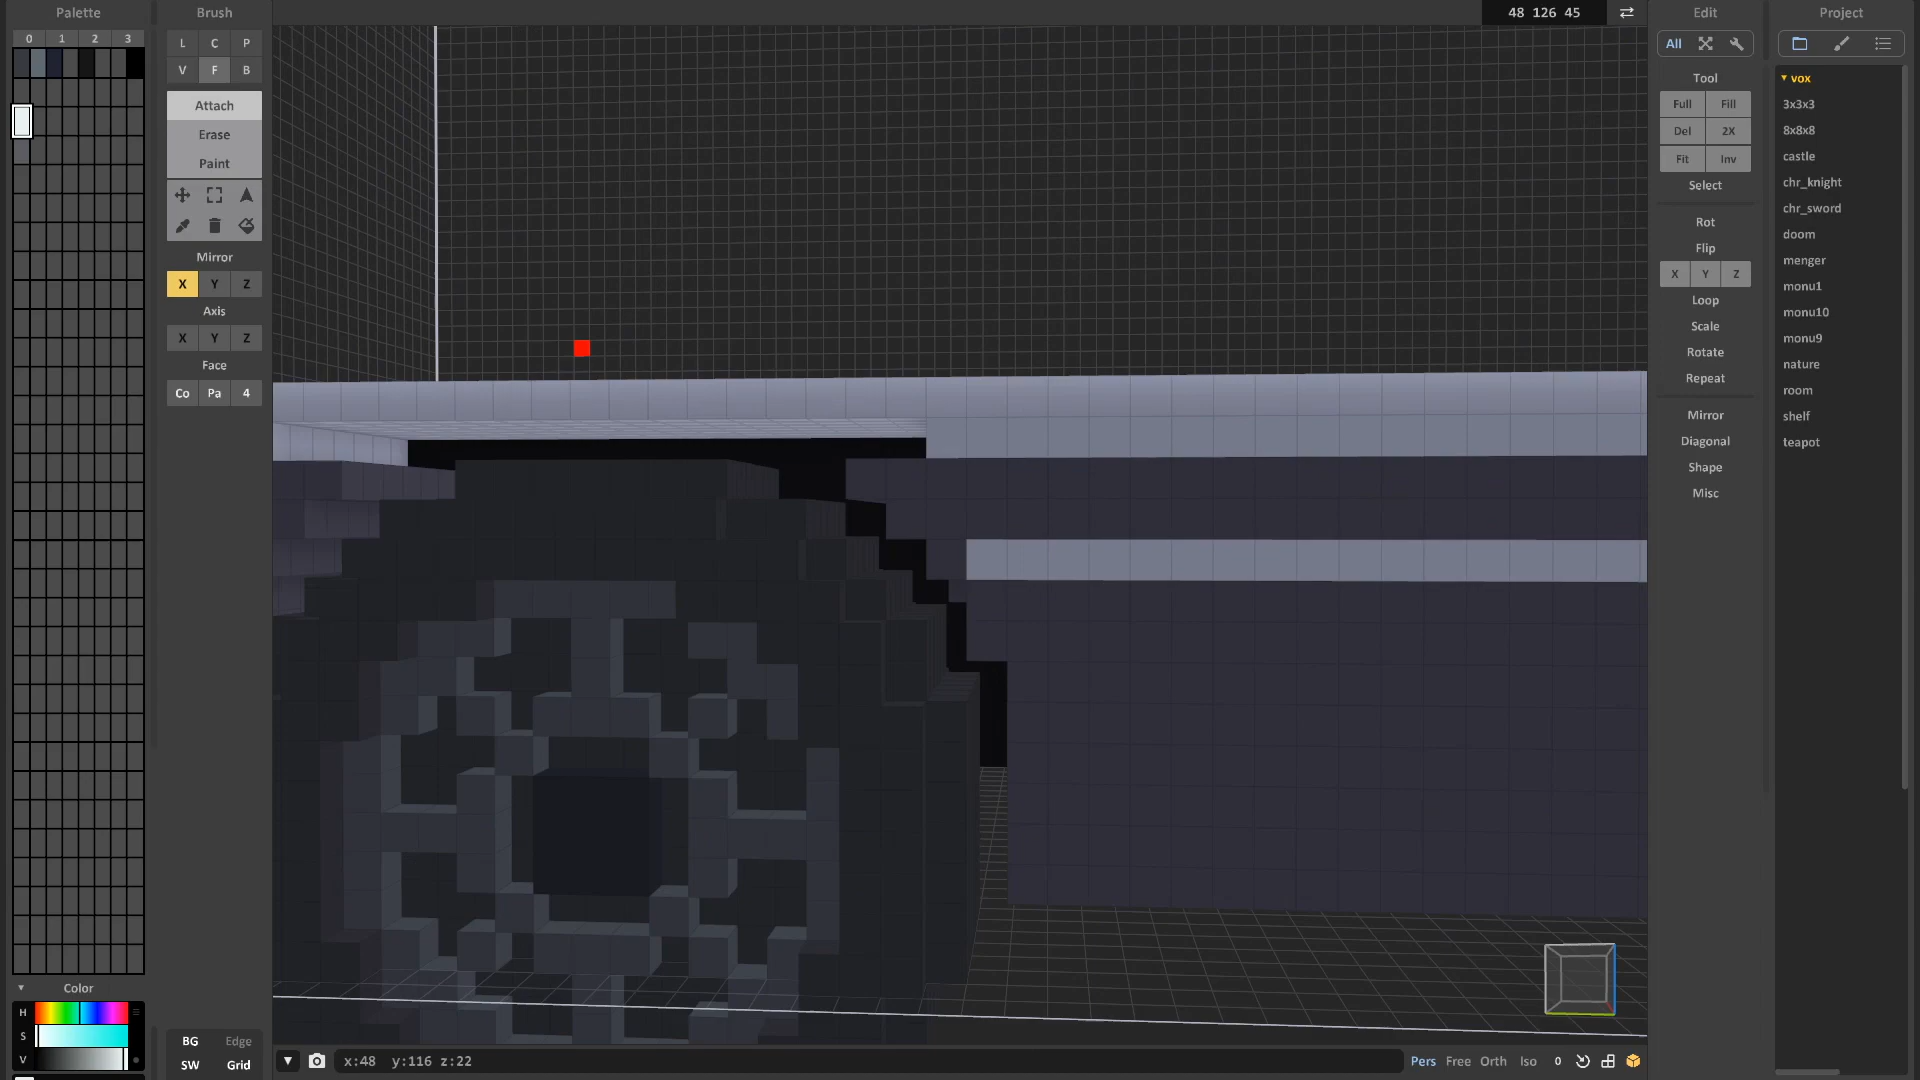 Palette
0 1 2 3
Color
H
S
V
Brush
L C P
V F B
Attach
Erase
Paint
Mirror
X Y Z
Axis
X Y Z
Face
Co Pa 4
BG Edge
SW Grid
48 126 45
x:48 y:116 z:22
Pers Free Orth Iso 0
Edit
All
Tool
Full Fill
Del 2X
Fit Inv
Select
Rot
Flip
X Y Z
Loop
Scale
Rotate
Repeat
Mirror
Diagonal
Shape
Misc
Project
vox
3x3x3
8x8x8
castle
chr_knight
chr_sword
doom
menger
monu1
monu10
monu9
nature
room
shelf
teapot